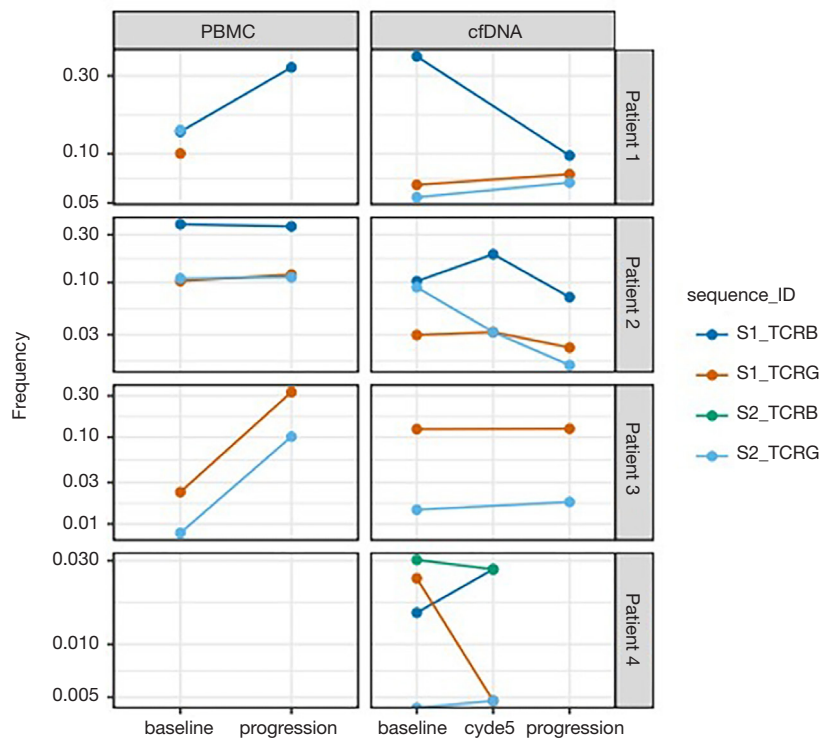 PBMC cfDNA
0.30
0.10
0.05
Patient 1
0.30
0.10
0.03
Patient 2
0.30
0.10
0.03
0.01
Patient 3
0.030
0.010
0.005
Patient 4
Frequency
baseline progression baseline cyde5 progression
sequence_ID
S1_TCRB
S1_TCRG
S2_TCRB
S2_TCRG